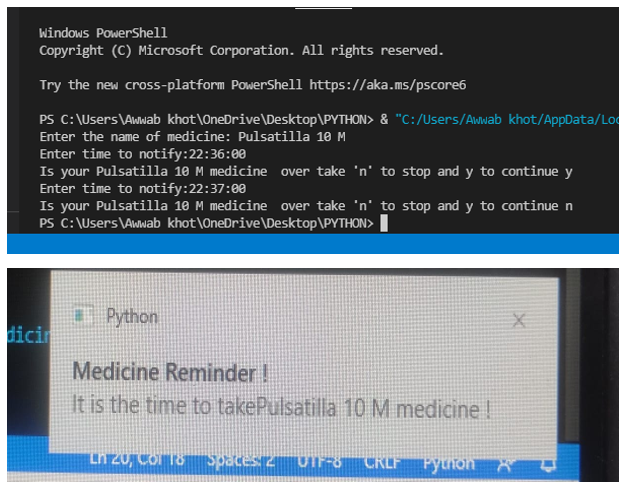 Windows PowerShell
Copyright (C) Microsoft Corporation. All rights reserved.
Try the new cross-platform PowerShell https://aka.ms/pscore6
PS C:\Users\Awwab khot\OneDrive\Desktop\PYTHON> & "C:/Users/Awwab khot/AppData/Loc
Enter the name of medicine: Pulsatilla 10 M
Enter time to notify:22:36:00
Is your Pulsatilla 10 M medicine  over take 'n' to stop and y to continue y
Enter time to notify:22:37:00
Is your Pulsatilla 10 M medicine  over take 'n' to stop and y to continue n
PS C:\Users\Awwab khot\OneDrive\Desktop\PYTHON>
Python
dicin
Medicine Reminder !
It is the time to takePulsatilla 10 M medicine !
Ln 20, Col 18 Spaces: 2 UTF-8 CRLF Python